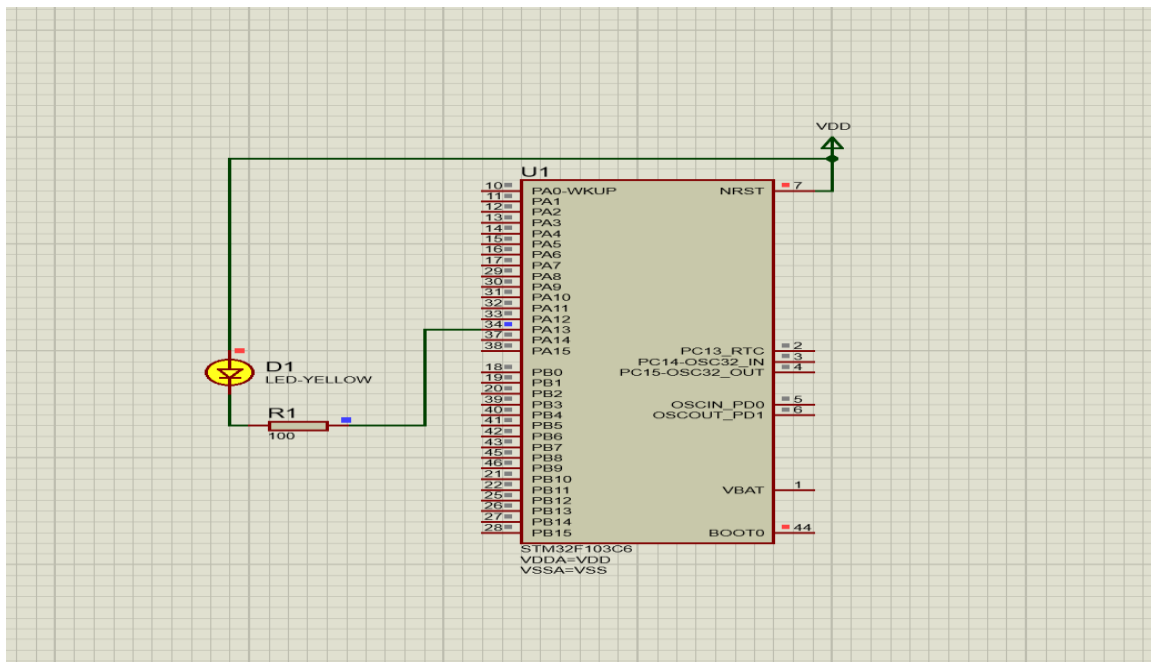 VDD
U1
10 PA0-WKUP
11 PA1
12 PA2
13 PA3
14 PA4
15 PA5
16 PA6
17 PA7
29 PA8
30 PA9
31 PA10
32 PA11
33 PA12
34 PA13
37 PA14
38 PA15
18 PB0
19 PB1
20 PB2
39 PB3
40 PB4
41 PB5
42 PB6
43 PB7
45 PB8
46 PB9
21 PB10
22 PB11
25 PB12
26 PB13
27 PB14
28 PB15
NRST 7
PC13_RTC 2
PC14-OSC32_IN 3
PC15-OSC32_OUT 4
OSCIN_PD0 5
OSCOUT_PD1 6
VBAT 1
BOOT0 44
STM32F103C6
VDDA=VDD
VSSA=VSS
D1
LED-YELLOW
R1
100